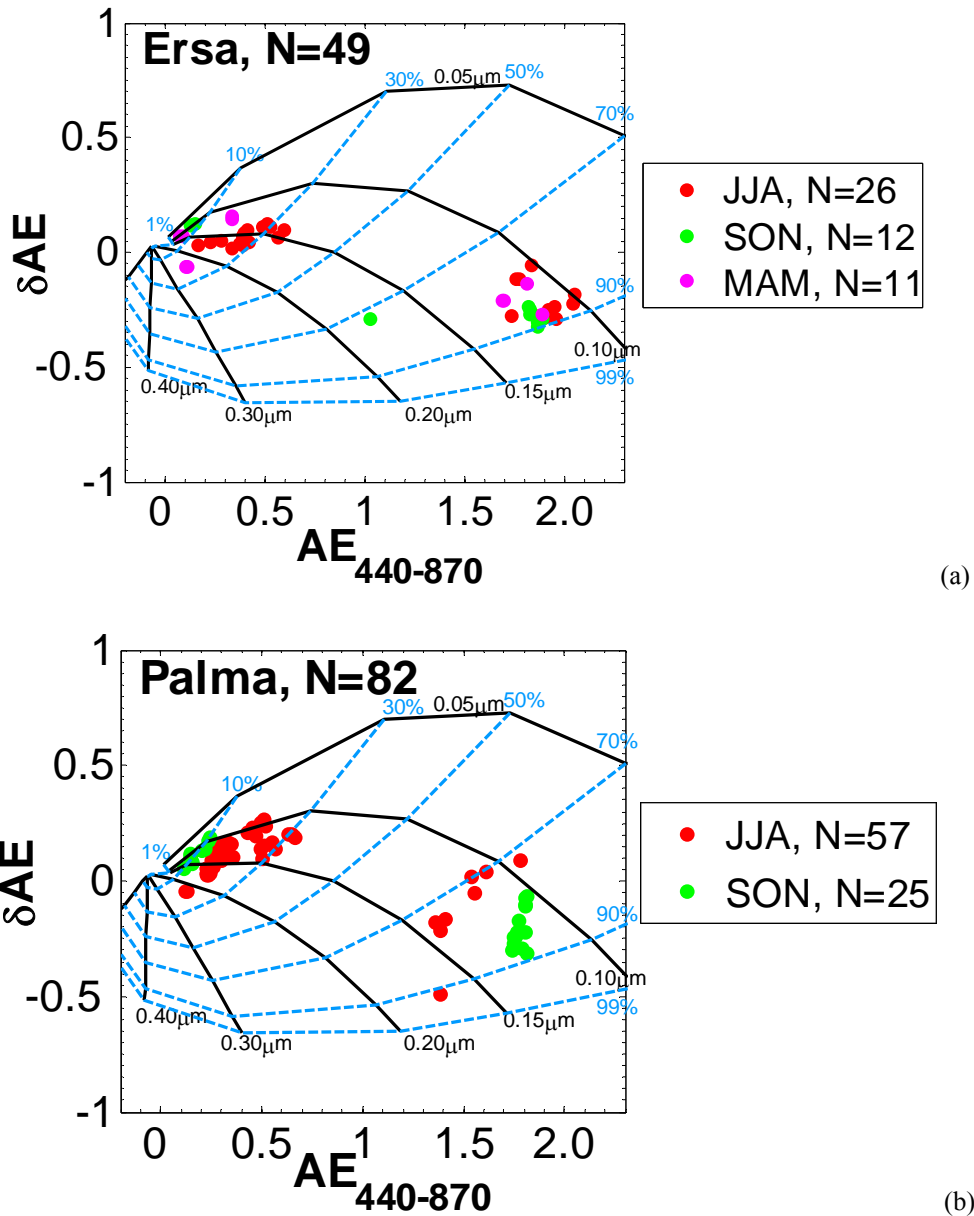 Ersa, N=49
1
0.5
0
-0.5
-1
δAE
1%
10%
30%
0.05μm
50%
70%
90%
0.10μm
99%
0.15μm
0.20μm
0.30μm
0.40μm
0 0.5 1 1.5 2.0
AE440-870
JJA, N=26
SON, N=12
MAM, N=11
(a)
Palma, N=82
1
0.5
0
-0.5
-1
δAE
1%
10%
30%
0.05μm
50%
70%
90%
0.10μm
99%
0.15μm
0.20μm
0.30μm
0.40μm
0 0.5 1 1.5 2.0
AE440-870
JJA, N=57
SON, N=25
(b)